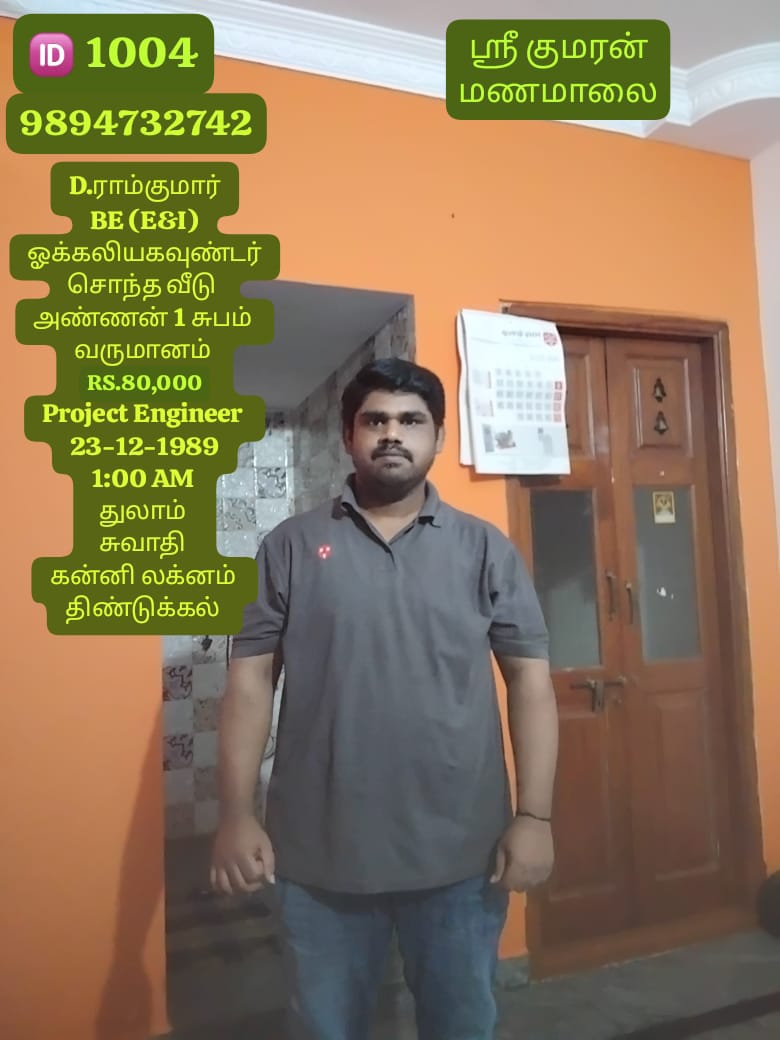 🆔 1004
9894732742
ஸ்ரீ குமரன்
மணமாலை
D.ராம்குமார்
BE (E&I)
ஓக்கலியகவுண்டர்
சொந்த வீடு
அண்ணன் 1 சுபம்
வருமானம்
RS.80,000
Project Engineer
23-12-1989
1:00 AM
துலாம்
சுவாதி
கன்னி லக்னம்
திண்டுக்கல்